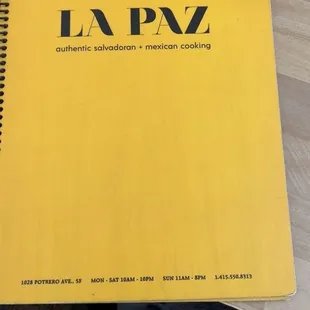 LA PAZ
authentic salvadoran + mexican cooking
1028 POTRERO AVE., SF MON - SAT 10AM - 10PM SUN 11AM - 8PM 1.415.550.8313